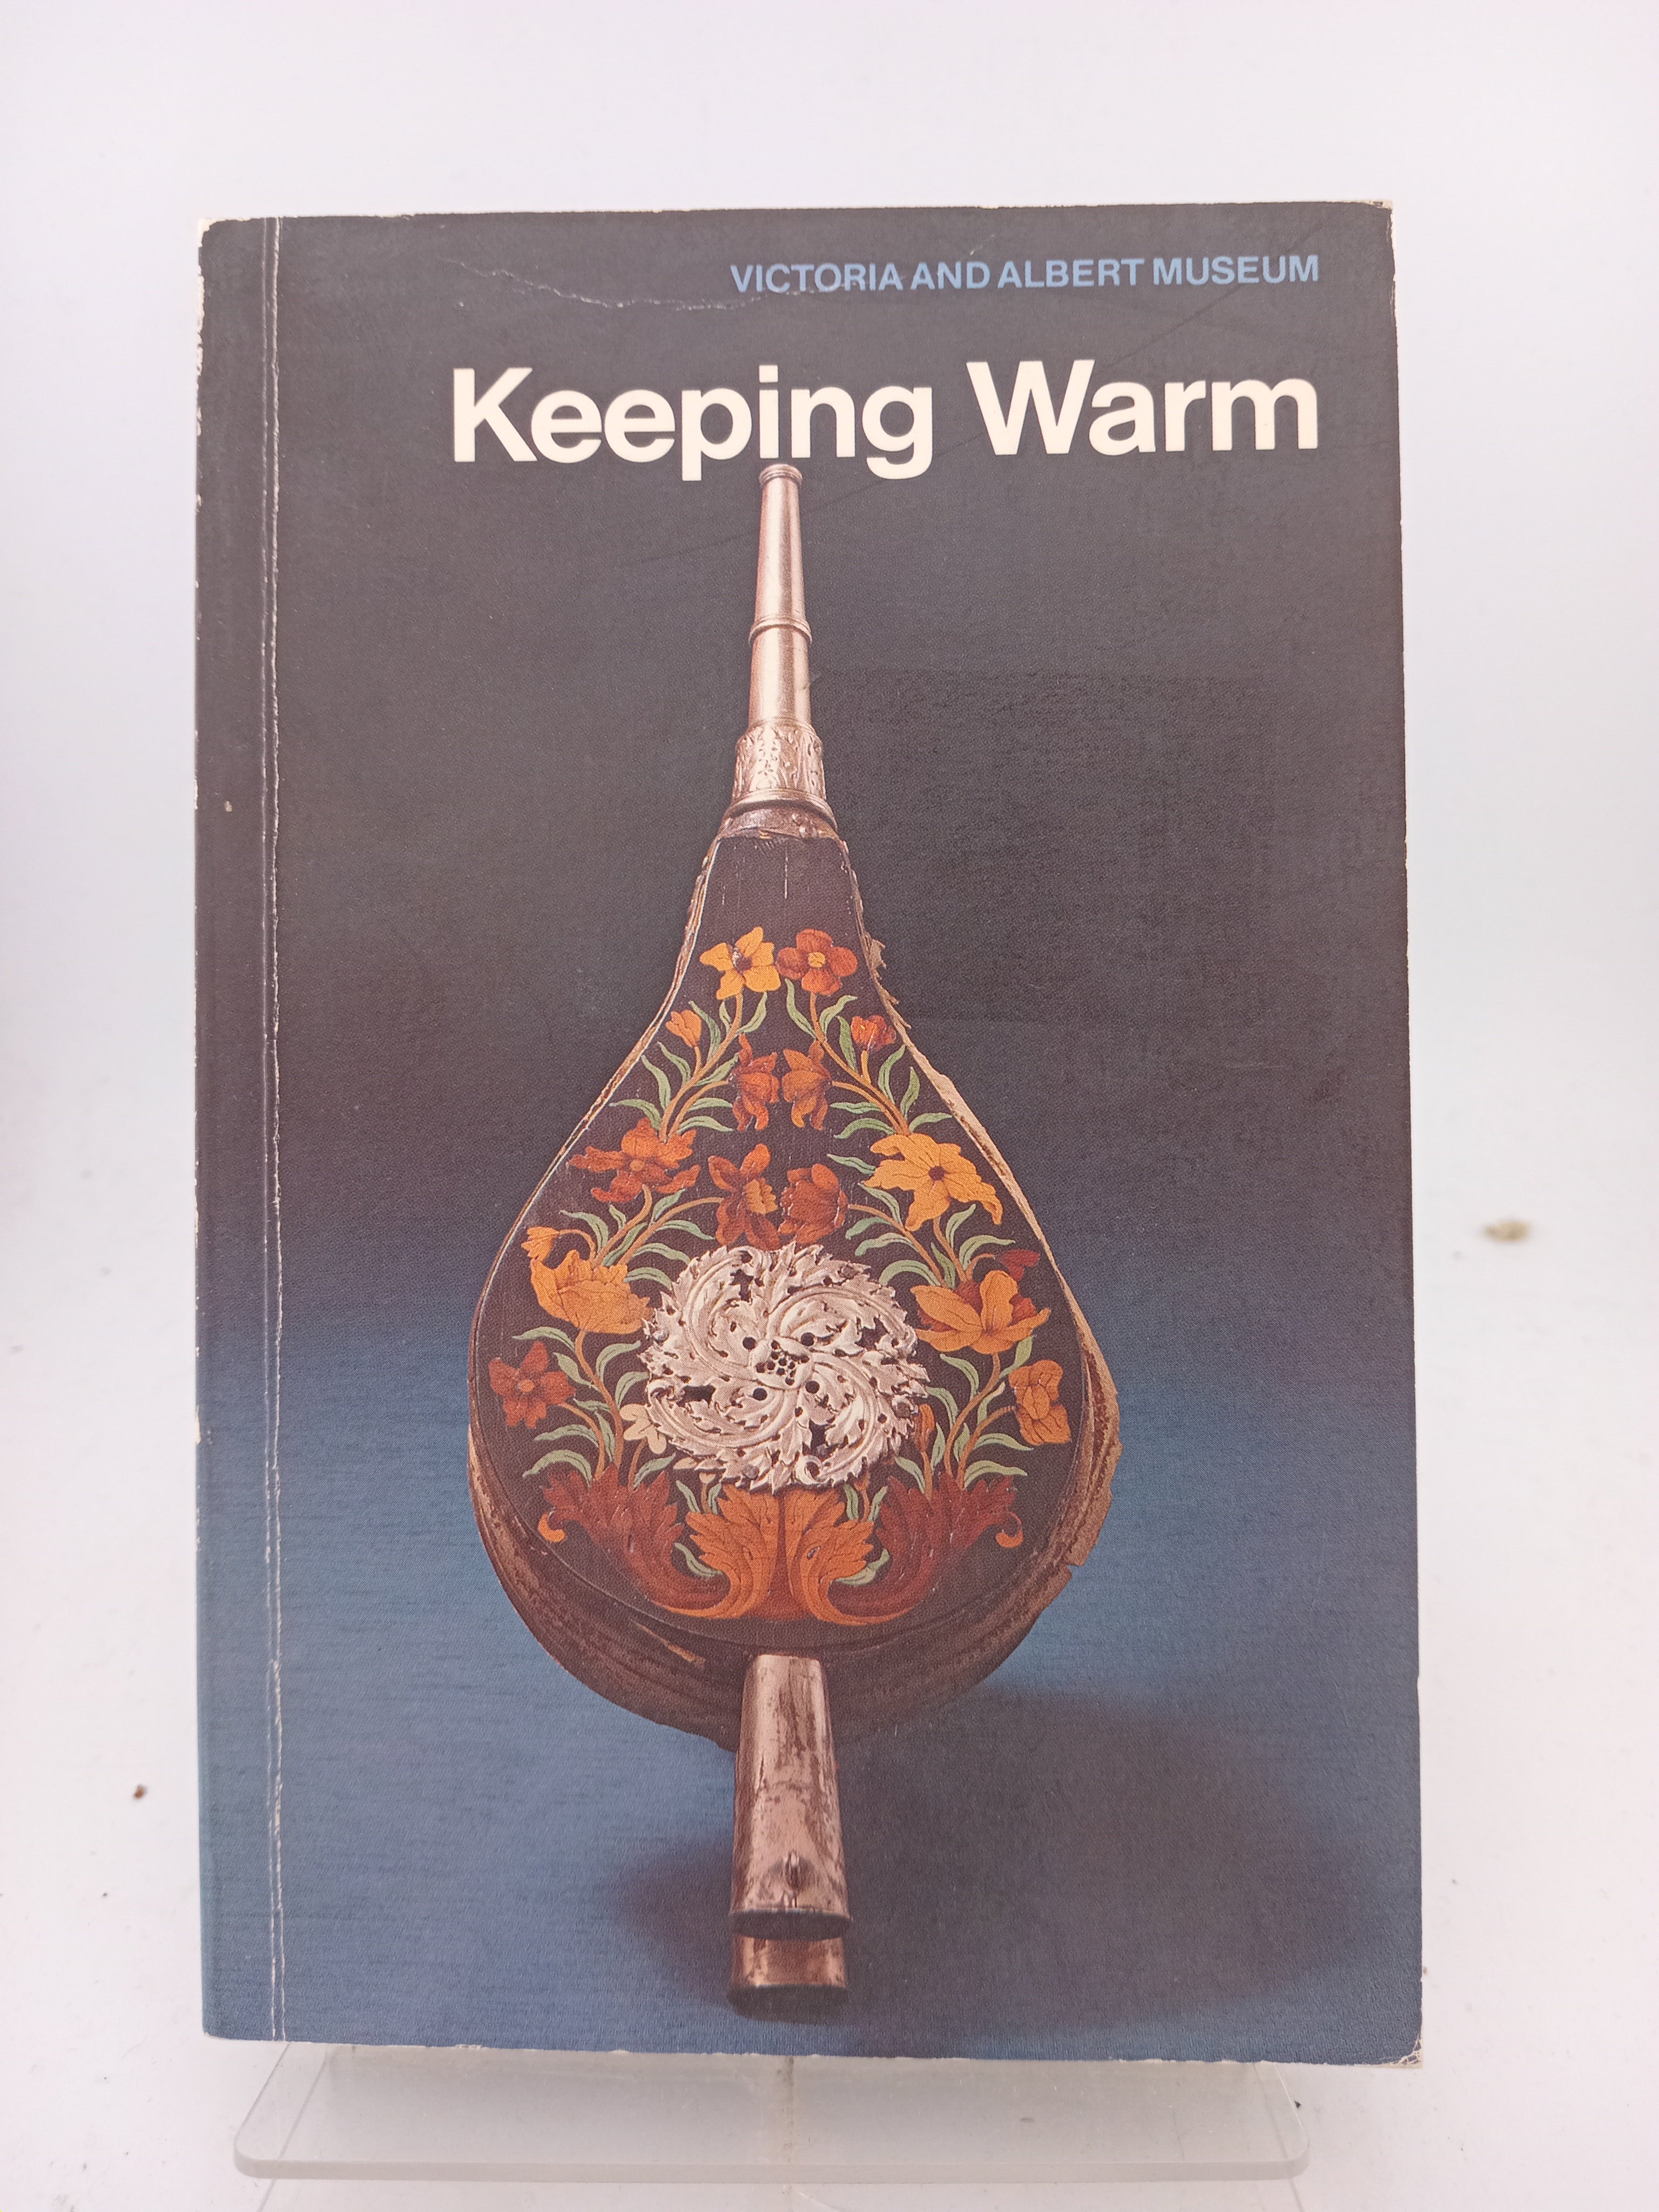 VICTORIA AND ALBERT MUSEUM
Keeping Warm